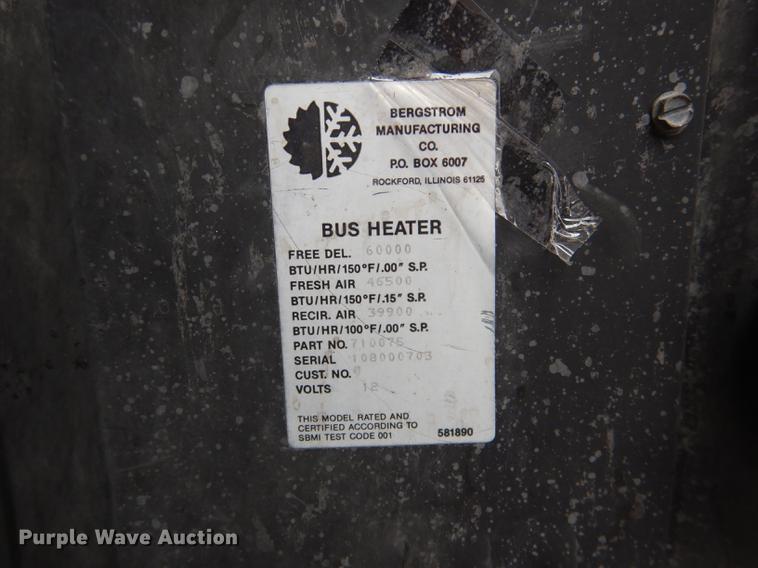 BERGSTROM
MANUFACTURING
CO.
P.O. BOX 6007
ROCKFORD, ILLINOIS 61125
BUS HEATER
FREE DEL. 60000
BTU/HR/150°F/.00" S.P.
FRESH AIR 46500
BTU/HR/150°F/.15" S.P.
RECIR. AIR 39900
BTU/HR/100°F/.00" S.P.
PART NO. 710075
SERIAL 108000703
CUST. NO. 0
VOLTS 12
THIS MODEL RATED AND
CERTIFIED ACCORDING TO
SBMI TEST CODE 001 581890
Purple Wave Auction®